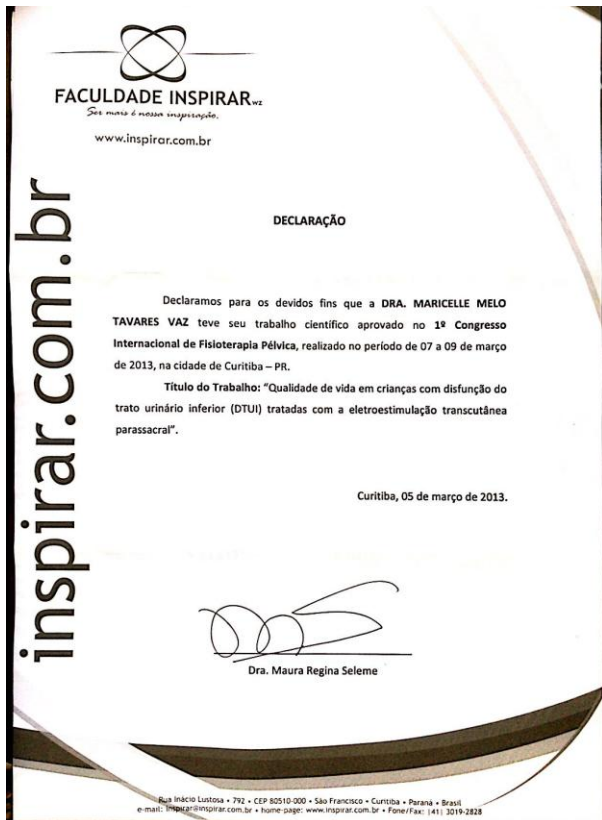 FACULDADE INSPIRAR wz
Ser mais é nossa inspiração.
www.inspirar.com.br
inspirar.com.br
DECLARAÇÃO
Declaramos para os devidos fins que a DRA. MARICELLE MELO
TAVARES VAZ teve seu trabalho científico aprovado no 1º Congresso
Internacional de Fisioterapia Pélvica, realizado no período de 07 a 09 de março
de 2013, na cidade de Curitiba – PR.
Título do Trabalho: "Qualidade de vida em crianças com disfunção do
trato urinário inferior (DTUI) tratadas com a eletroestimulação transcutânea
parassacral".
Curitiba, 05 de março de 2013.
Dra. Maura Regina Seleme
Rua Inácio Lustosa • 792 • CEP 80510-000 • São Francisco • Curitiba • Paraná • Brasil
e-mail: inspirar@inspirar.com.br • home-page: www.inspirar.com.br • Fone/Fax: (41) 3019-2828